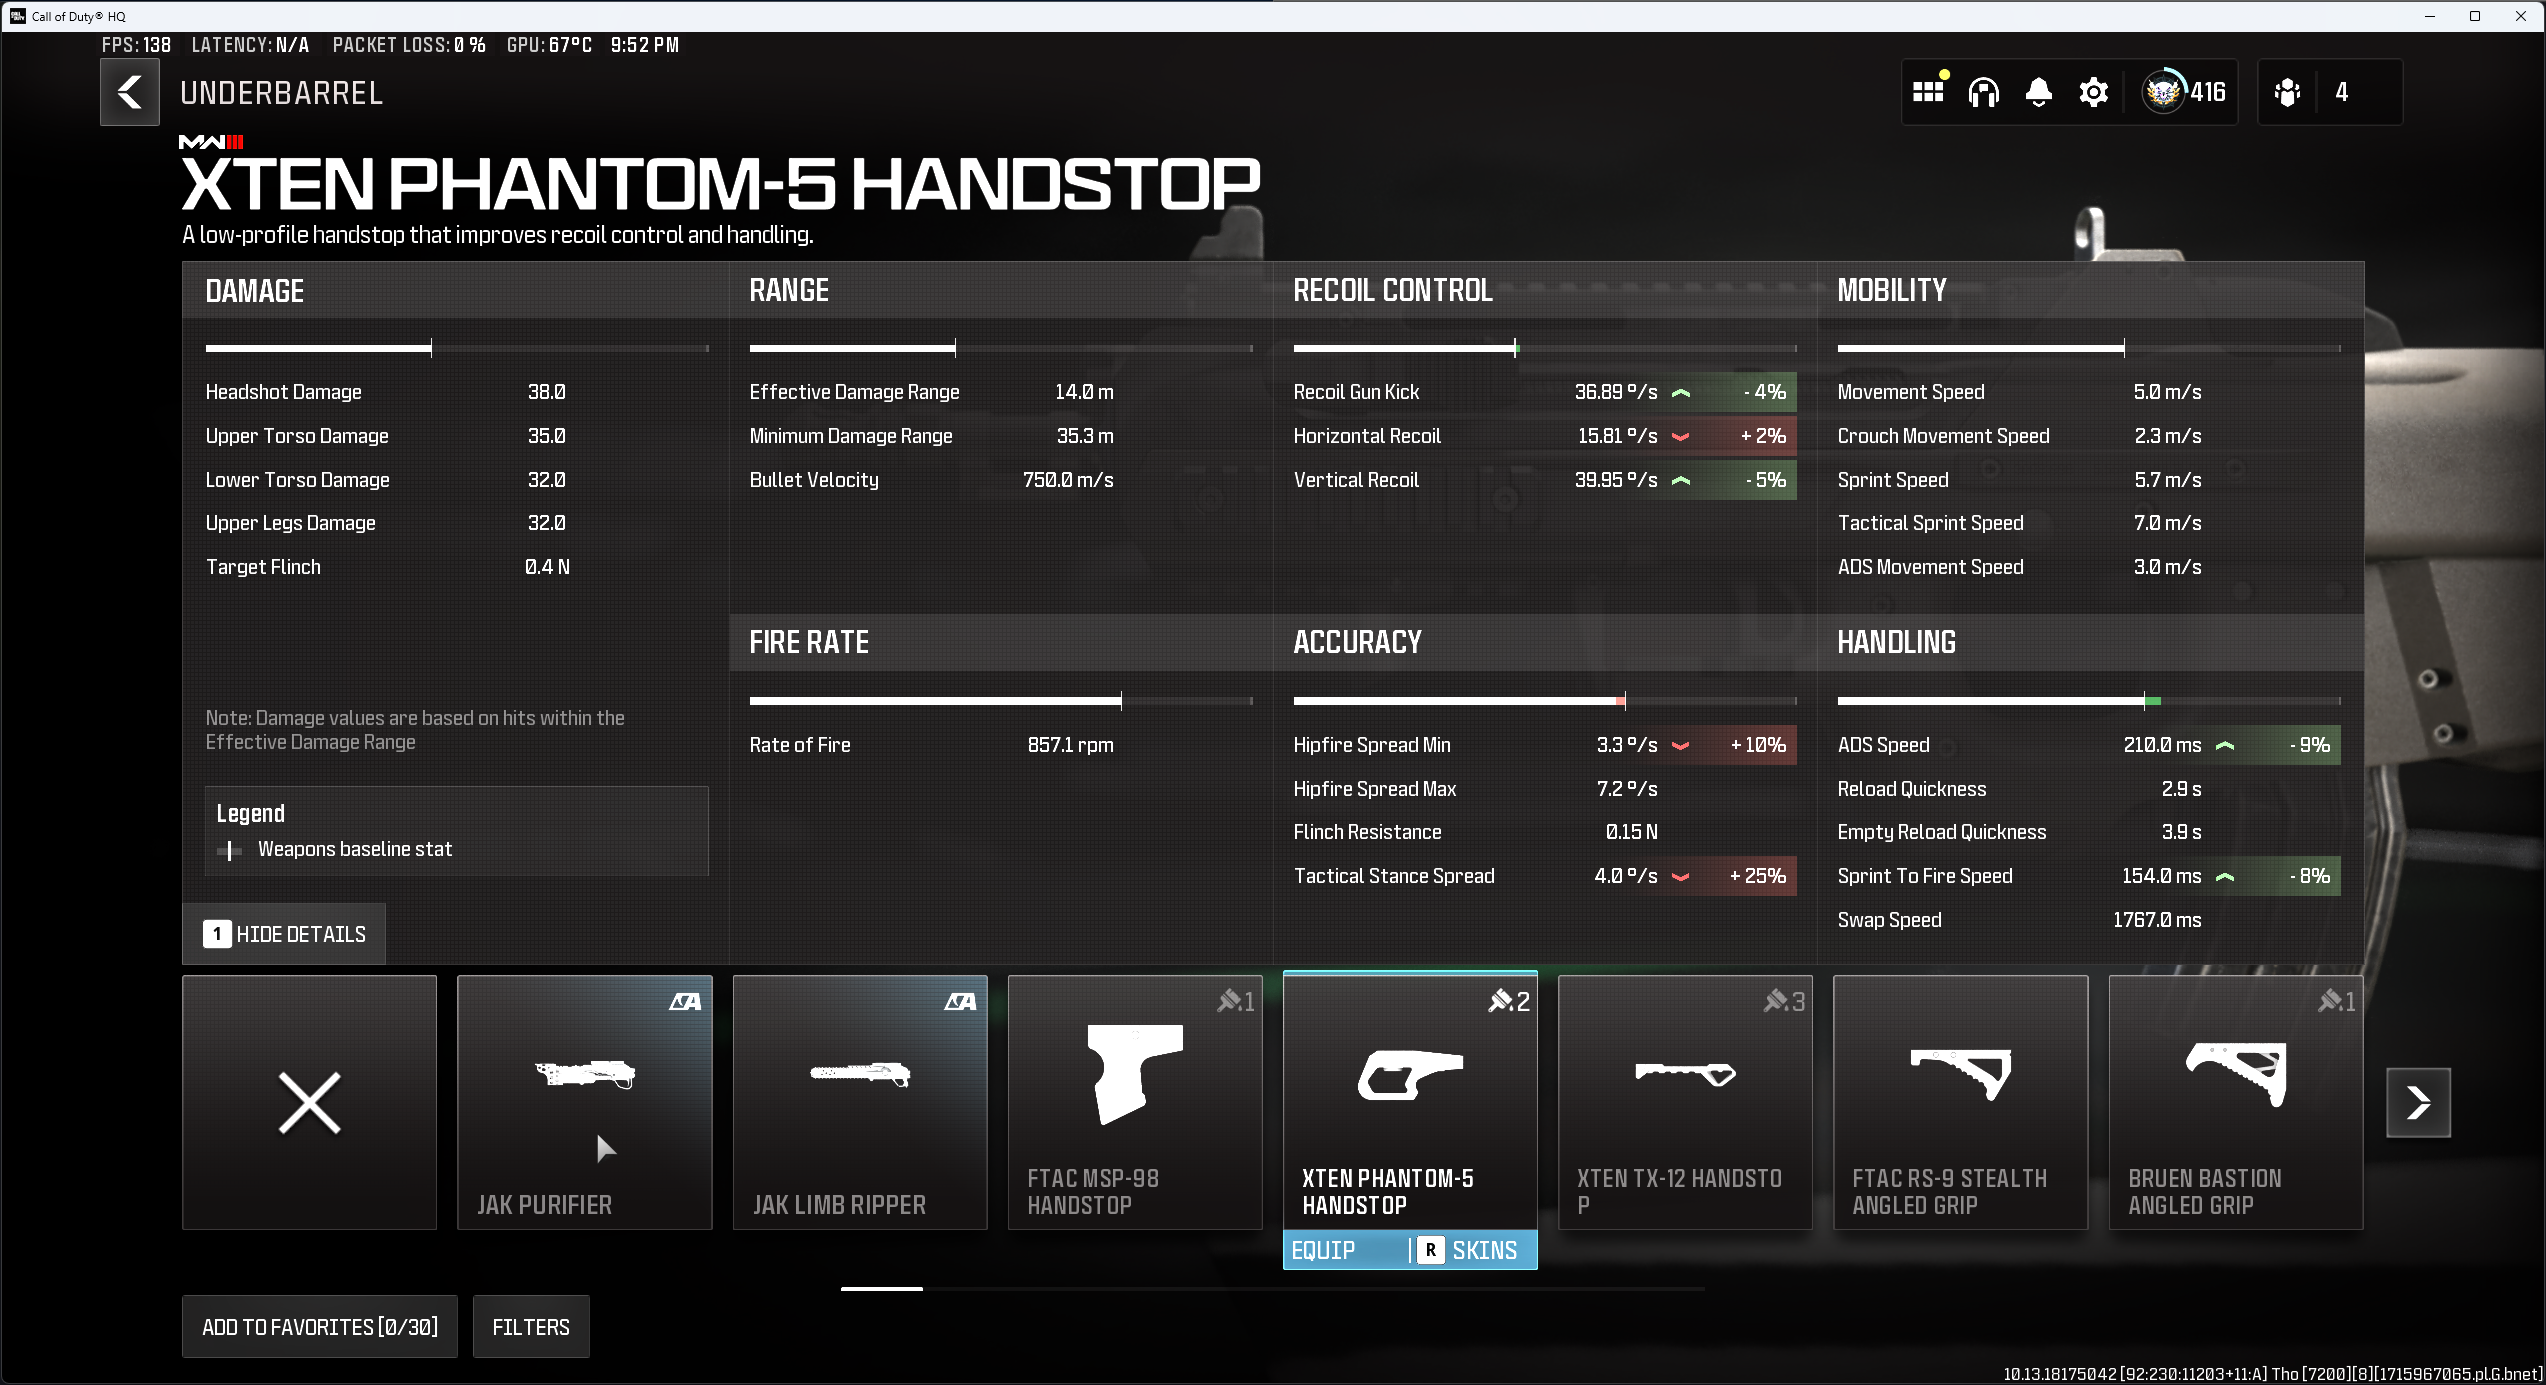 Call of Duty® HQ
FPS: 138 LATENCY: N/A PACKET LOSS: 0 % GPU: 67°C 9:52 PM
UNDERBARREL
416
4
MWIII
XTEN PHANTOM-5 HANDSTOP
A low-profile handstop that improves recoil control and handling.
DAMAGE
Headshot Damage 38.0
Upper Torso Damage 35.0
Lower Torso Damage 32.0
Upper Legs Damage 32.0
Target Flinch 0.4 N
Note: Damage values are based on hits within the
Effective Damage Range
Legend
Weapons baseline stat
1 HIDE DETAILS
RANGE
Effective Damage Range 14.0 m
Minimum Damage Range 35.3 m
Bullet Velocity 750.0 m/s
FIRE RATE
Rate of Fire 857.1 rpm
RECOIL CONTROL
Recoil Gun Kick 36.89 º/s - 4%
Horizontal Recoil 15.81 º/s + 2%
Vertical Recoil 39.95 º/s - 5%
ACCURACY
Hipfire Spread Min 3.3 º/s + 10%
Hipfire Spread Max 7.2 º/s
Flinch Resistance 0.15 N
Tactical Stance Spread 4.0 º/s + 25%
MOBILITY
Movement Speed 5.0 m/s
Crouch Movement Speed 2.3 m/s
Sprint Speed 5.7 m/s
Tactical Sprint Speed 7.0 m/s
ADS Movement Speed 3.0 m/s
HANDLING
ADS Speed 210.0 ms - 9%
Reload Quickness 2.9 s
Empty Reload Quickness 3.9 s
Sprint To Fire Speed 154.0 ms - 8%
Swap Speed 1767.0 ms
JAK PURIFIER
JAK LIMB RIPPER
1
FTAC MSP-98
HANDSTOP
2
XTEN PHANTOM-5
HANDSTOP
EQUIP | R SKINS
3
XTEN TX-12 HANDSTO
P
FTAC RS-9 STEALTH
ANGLED GRIP
1
BRUEN BASTION
ANGLED GRIP
ADD TO FAVORITES [0/30]
FILTERS
10.13.18175042 [92:230:11203+11:A] Tho [7200][8][1715967065.pl.G.bnet]